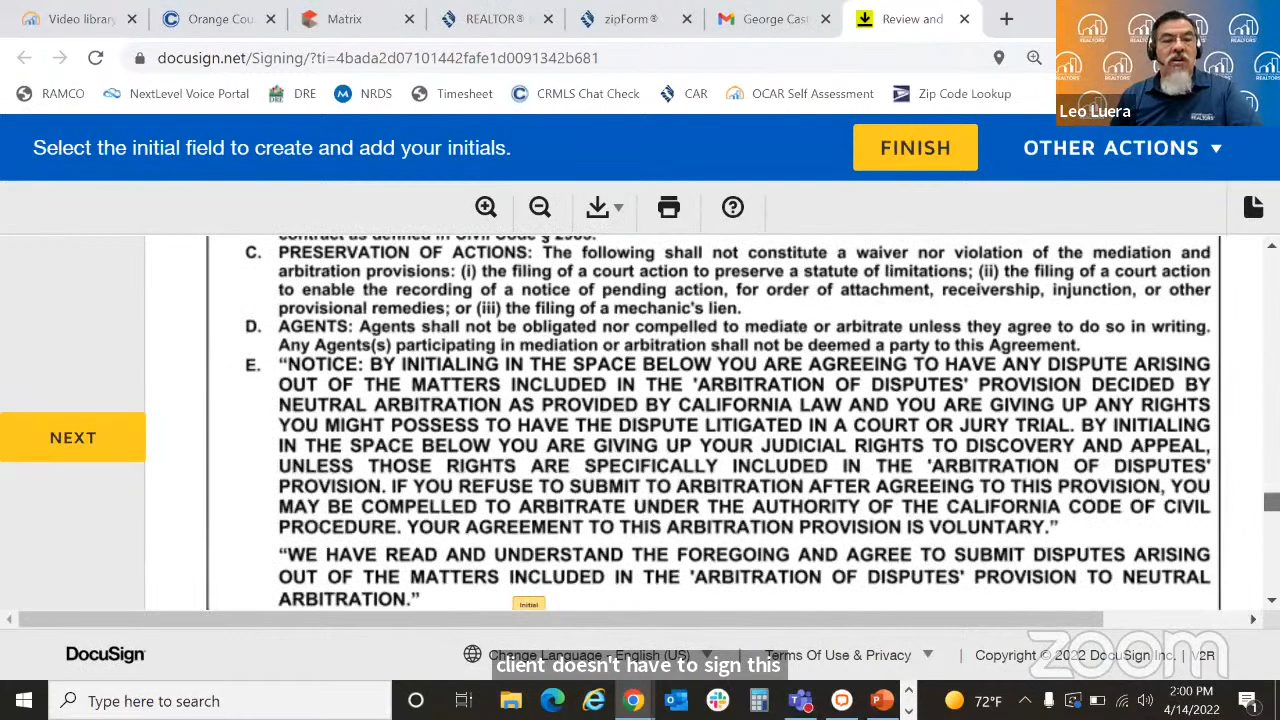 Video library
Orange Cou
Matrix
REALTOR®
zipForm®
George Cast
Review and
docusign.net/Signing/?ti=4bada2d07101442fafe1d0091342b681
RAMCO
NextLevel Voice Portal
DRE
NRDS
Timesheet
CRMLS Chat Check
CAR
OCAR Self Assessment
Zip Code Lookup
REALTORS®
Leo Luera
Select the initial field to create and add your initials.
FINISH
OTHER ACTIONS
contract as defined in Civil Code § 2985.
C. PRESERVATION OF ACTIONS: The following shall not constitute a waiver nor violation of the mediation and
arbitration provisions: (i) the filing of a court action to preserve a statute of limitations; (ii) the filing of a court action
to enable the recording of a notice of pending action, for order of attachment, receivership, injunction, or other
provisional remedies; or (iii) the filing of a mechanic's lien.
D. AGENTS: Agents shall not be obligated nor compelled to mediate or arbitrate unless they agree to do so in writing.
Any Agents(s) participating in mediation or arbitration shall not be deemed a party to this Agreement.
E. “NOTICE: BY INITIALING IN THE SPACE BELOW YOU ARE AGREEING TO HAVE ANY DISPUTE ARISING
OUT OF THE MATTERS INCLUDED IN THE 'ARBITRATION OF DISPUTES' PROVISION DECIDED BY
NEUTRAL ARBITRATION AS PROVIDED BY CALIFORNIA LAW AND YOU ARE GIVING UP ANY RIGHTS
YOU MIGHT POSSESS TO HAVE THE DISPUTE LITIGATED IN A COURT OR JURY TRIAL. BY INITIALING
IN THE SPACE BELOW YOU ARE GIVING UP YOUR JUDICIAL RIGHTS TO DISCOVERY AND APPEAL,
UNLESS THOSE RIGHTS ARE SPECIFICALLY INCLUDED IN THE 'ARBITRATION OF DISPUTES'
PROVISION. IF YOU REFUSE TO SUBMIT TO ARBITRATION AFTER AGREEING TO THIS PROVISION, YOU
MAY BE COMPELLED TO ARBITRATE UNDER THE AUTHORITY OF THE CALIFORNIA CODE OF CIVIL
PROCEDURE. YOUR AGREEMENT TO THIS ARBITRATION PROVISION IS VOLUNTARY.”
“WE HAVE READ AND UNDERSTAND THE FOREGOING AND AGREE TO SUBMIT DISPUTES ARISING
OUT OF THE MATTERS INCLUDED IN THE 'ARBITRATION OF DISPUTES' PROVISION TO NEUTRAL
ARBITRATION.”
Initial
NEXT
DocuSign
Change Language - English (US)
Terms Of Use & Privacy
Copyright © 2022 DocuSign Inc. | V2R
client doesn't have to sign this
zoom
Type here to search
72°F
2:00 PM
4/14/2022